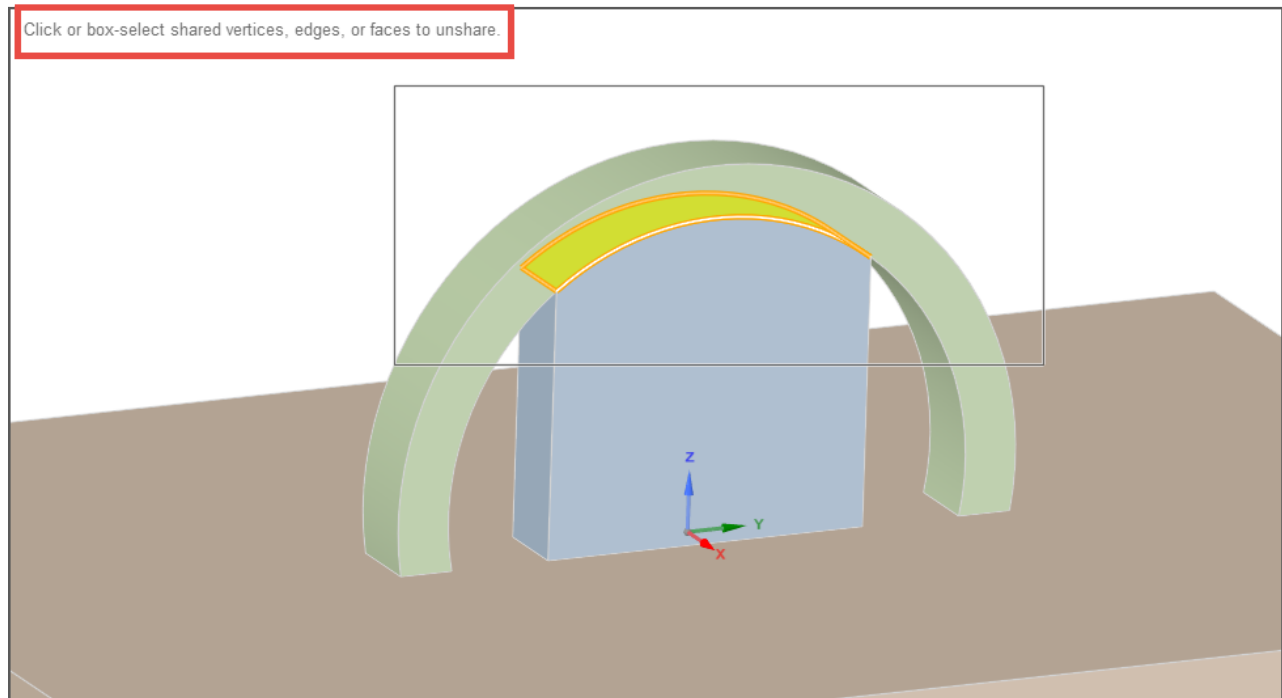 Click or box-select shared vertices, edges, or faces to unshare.
Z
Y
X